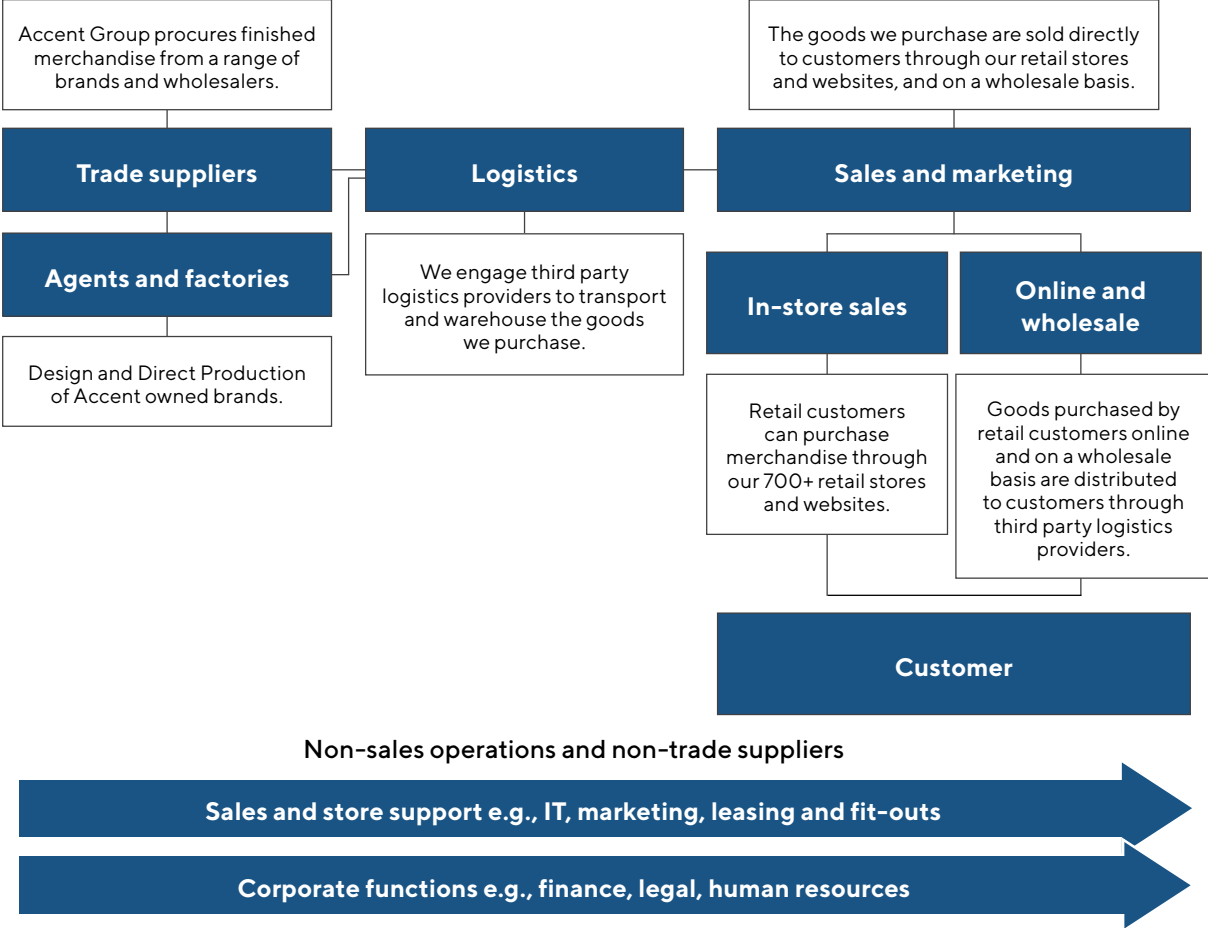 Accent Group procures finished
merchandise from a range of
brands and wholesalers.
The goods we purchase are sold directly
to customers through our retail stores
and websites, and on a wholesale basis.
Trade suppliers
Logistics
Sales and marketing
Agents and factories
We engage third party
logistics providers to transport
and warehouse the goods
we purchase.
In-store sales
Online and
wholesale
Design and Direct Production
of Accent owned brands.
Retail customers
can purchase
merchandise through
our 700+ retail stores
and websites.
Goods purchased by
retail customers online
and on a wholesale
basis are distributed
to customers through
third party logistics
providers.
Customer
Non-sales operations and non-trade suppliers
Sales and store support e.g., IT, marketing, leasing and fit-outs
Corporate functions e.g., finance, legal, human resources